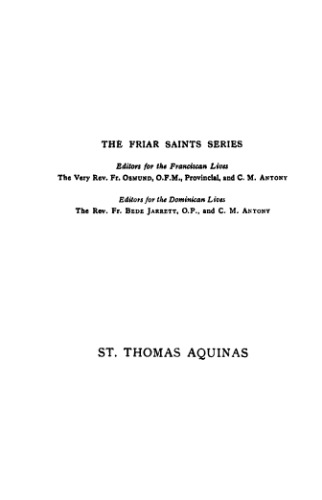 THE FRIAR SAINTS SERIES
Editors for the Franciscan Lives
The Very Rev. Fr. OSMUND, O.F.M., Provincial, and C. M. ANTONY
Editors for the Dominican Lives
The Rev. Fr. BEDE JARRETT, O.P., and C. M. ANTONY
ST. THOMAS AQUINAS